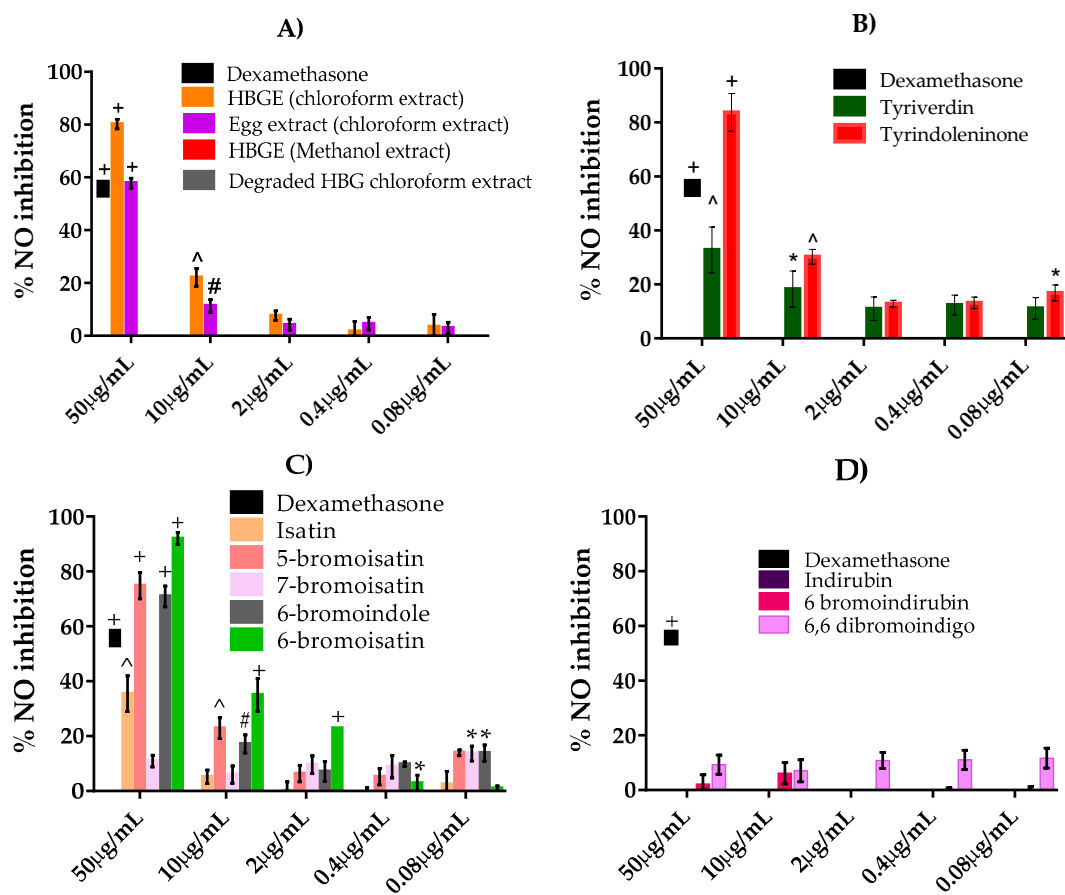 A)
% NO inhibition
100
80
60
40
20
0
Dexamethasone
HBGE (chloroform extract)
Egg extract (chloroform extract)
HBGE (Methanol extract)
Degraded HBG chloroform extract
+
+
+
^
#
50µg/mL
10µg/mL
2µg/mL
0.4µg/mL
0.08µg/mL
B)
% NO inhibition
100
80
60
40
20
0
Dexamethasone
Tyriverdin
Tyrindoleninone
+
^
+
*
^
*
50µg/mL
10µg/mL
2µg/mL
0.4µg/mL
0.08µg/mL
C)
% NO inhibition
100
80
60
40
20
0
Dexamethasone
Isatin
5-bromoisatin
7-bromoisatin
6-bromoindole
6-bromoisatin
+
^
+
+
+
^
#
+
+
*
**
50µg/mL
10µg/mL
2µg/mL
0.4µg/mL
0.08µg/mL
D)
% NO inhibition
100
80
60
40
20
0
Dexamethasone
Indirubin
6 bromoindirubin
6,6 dibromoindigo
+
50µg/mL
10µg/mL
2µg/mL
0.4µg/mL
0.08µg/mL